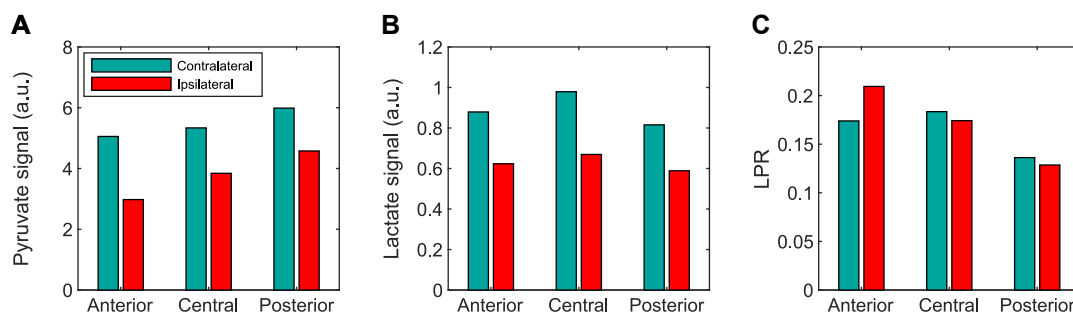 A
Pyruvate signal (a.u.)
8
6
4
2
0
Contralateral
Ipsilateral
Anterior Central Posterior
B
Lactate signal (a.u.)
1.2
1
0.8
0.6
0.4
0.2
0
Anterior Central Posterior
C
LPR
0.25
0.2
0.15
0.1
0.05
0
Anterior Central Posterior